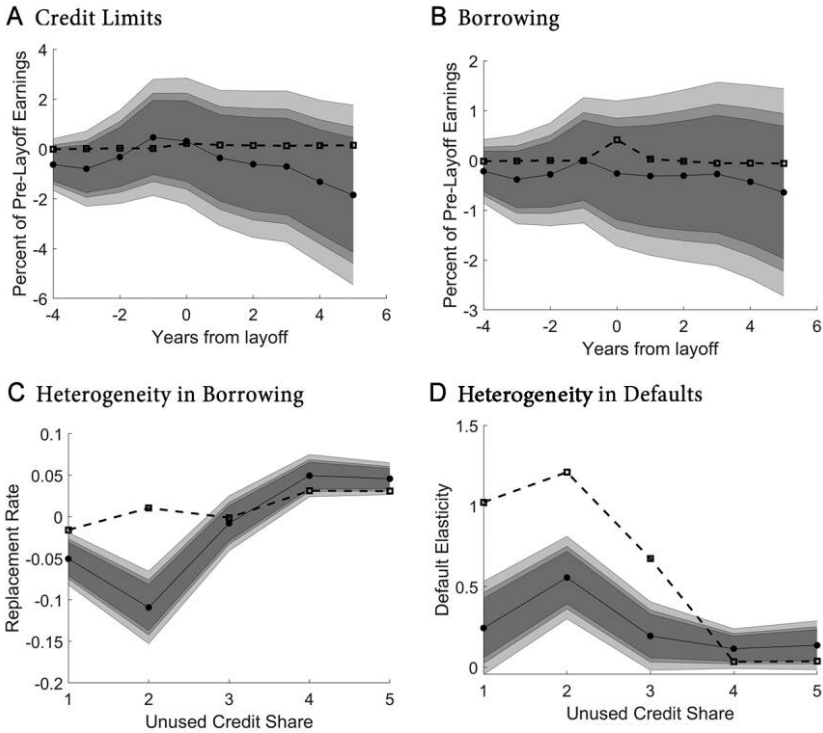 A Credit Limits
Percent of Pre-Layoff Earnings
4
2
0
-2
-4
-6
-4 -2 0 2 4 6
Years from layoff
B Borrowing
Percent of Pre-Layoff Earnings
2
1
0
-1
-2
-3
-4 -2 0 2 4 6
Years from layoff
C Heterogeneity in Borrowing
Replacement Rate
0.1
0.05
0
-0.05
-0.1
-0.15
-0.2
1 2 3 4 5
Unused Credit Share
D Heterogeneity in Defaults
Default Elasticity
1.5
1
0.5
0
1 2 3 4 5
Unused Credit Share